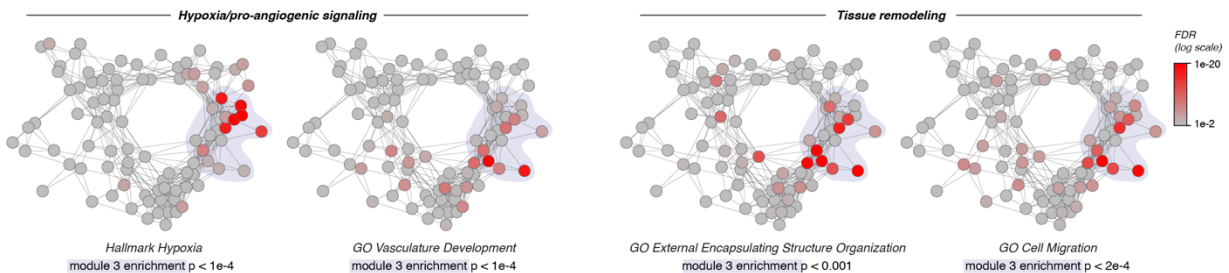 Hypoxia/pro-angiogenic signaling
Tissue remodeling
FDR
(log scale)
1e-20
1e-2
Hallmark Hypoxia
module 3 enrichment p < 1e-4
GO Vasculature Development
module 3 enrichment p < 1e-4
GO External Encapsulating Structure Organization
module 3 enrichment p < 0.001
GO Cell Migration
module 3 enrichment p < 2e-4